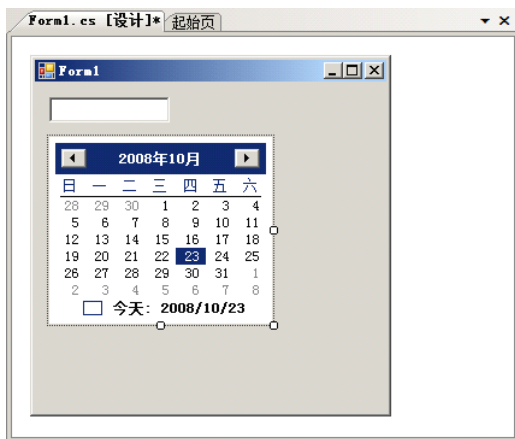 Form1.cs [设计]* 起始页
Form1
2008年10月
日 一 二 三 四 五 六
28 29 30 1 2 3 4
5 6 7 8 9 10 11
12 13 14 15 16 17 18
19 20 21 22 23 24 25
26 27 28 29 30 31 1
2 3 4 5 6 7 8
今天: 2008/10/23